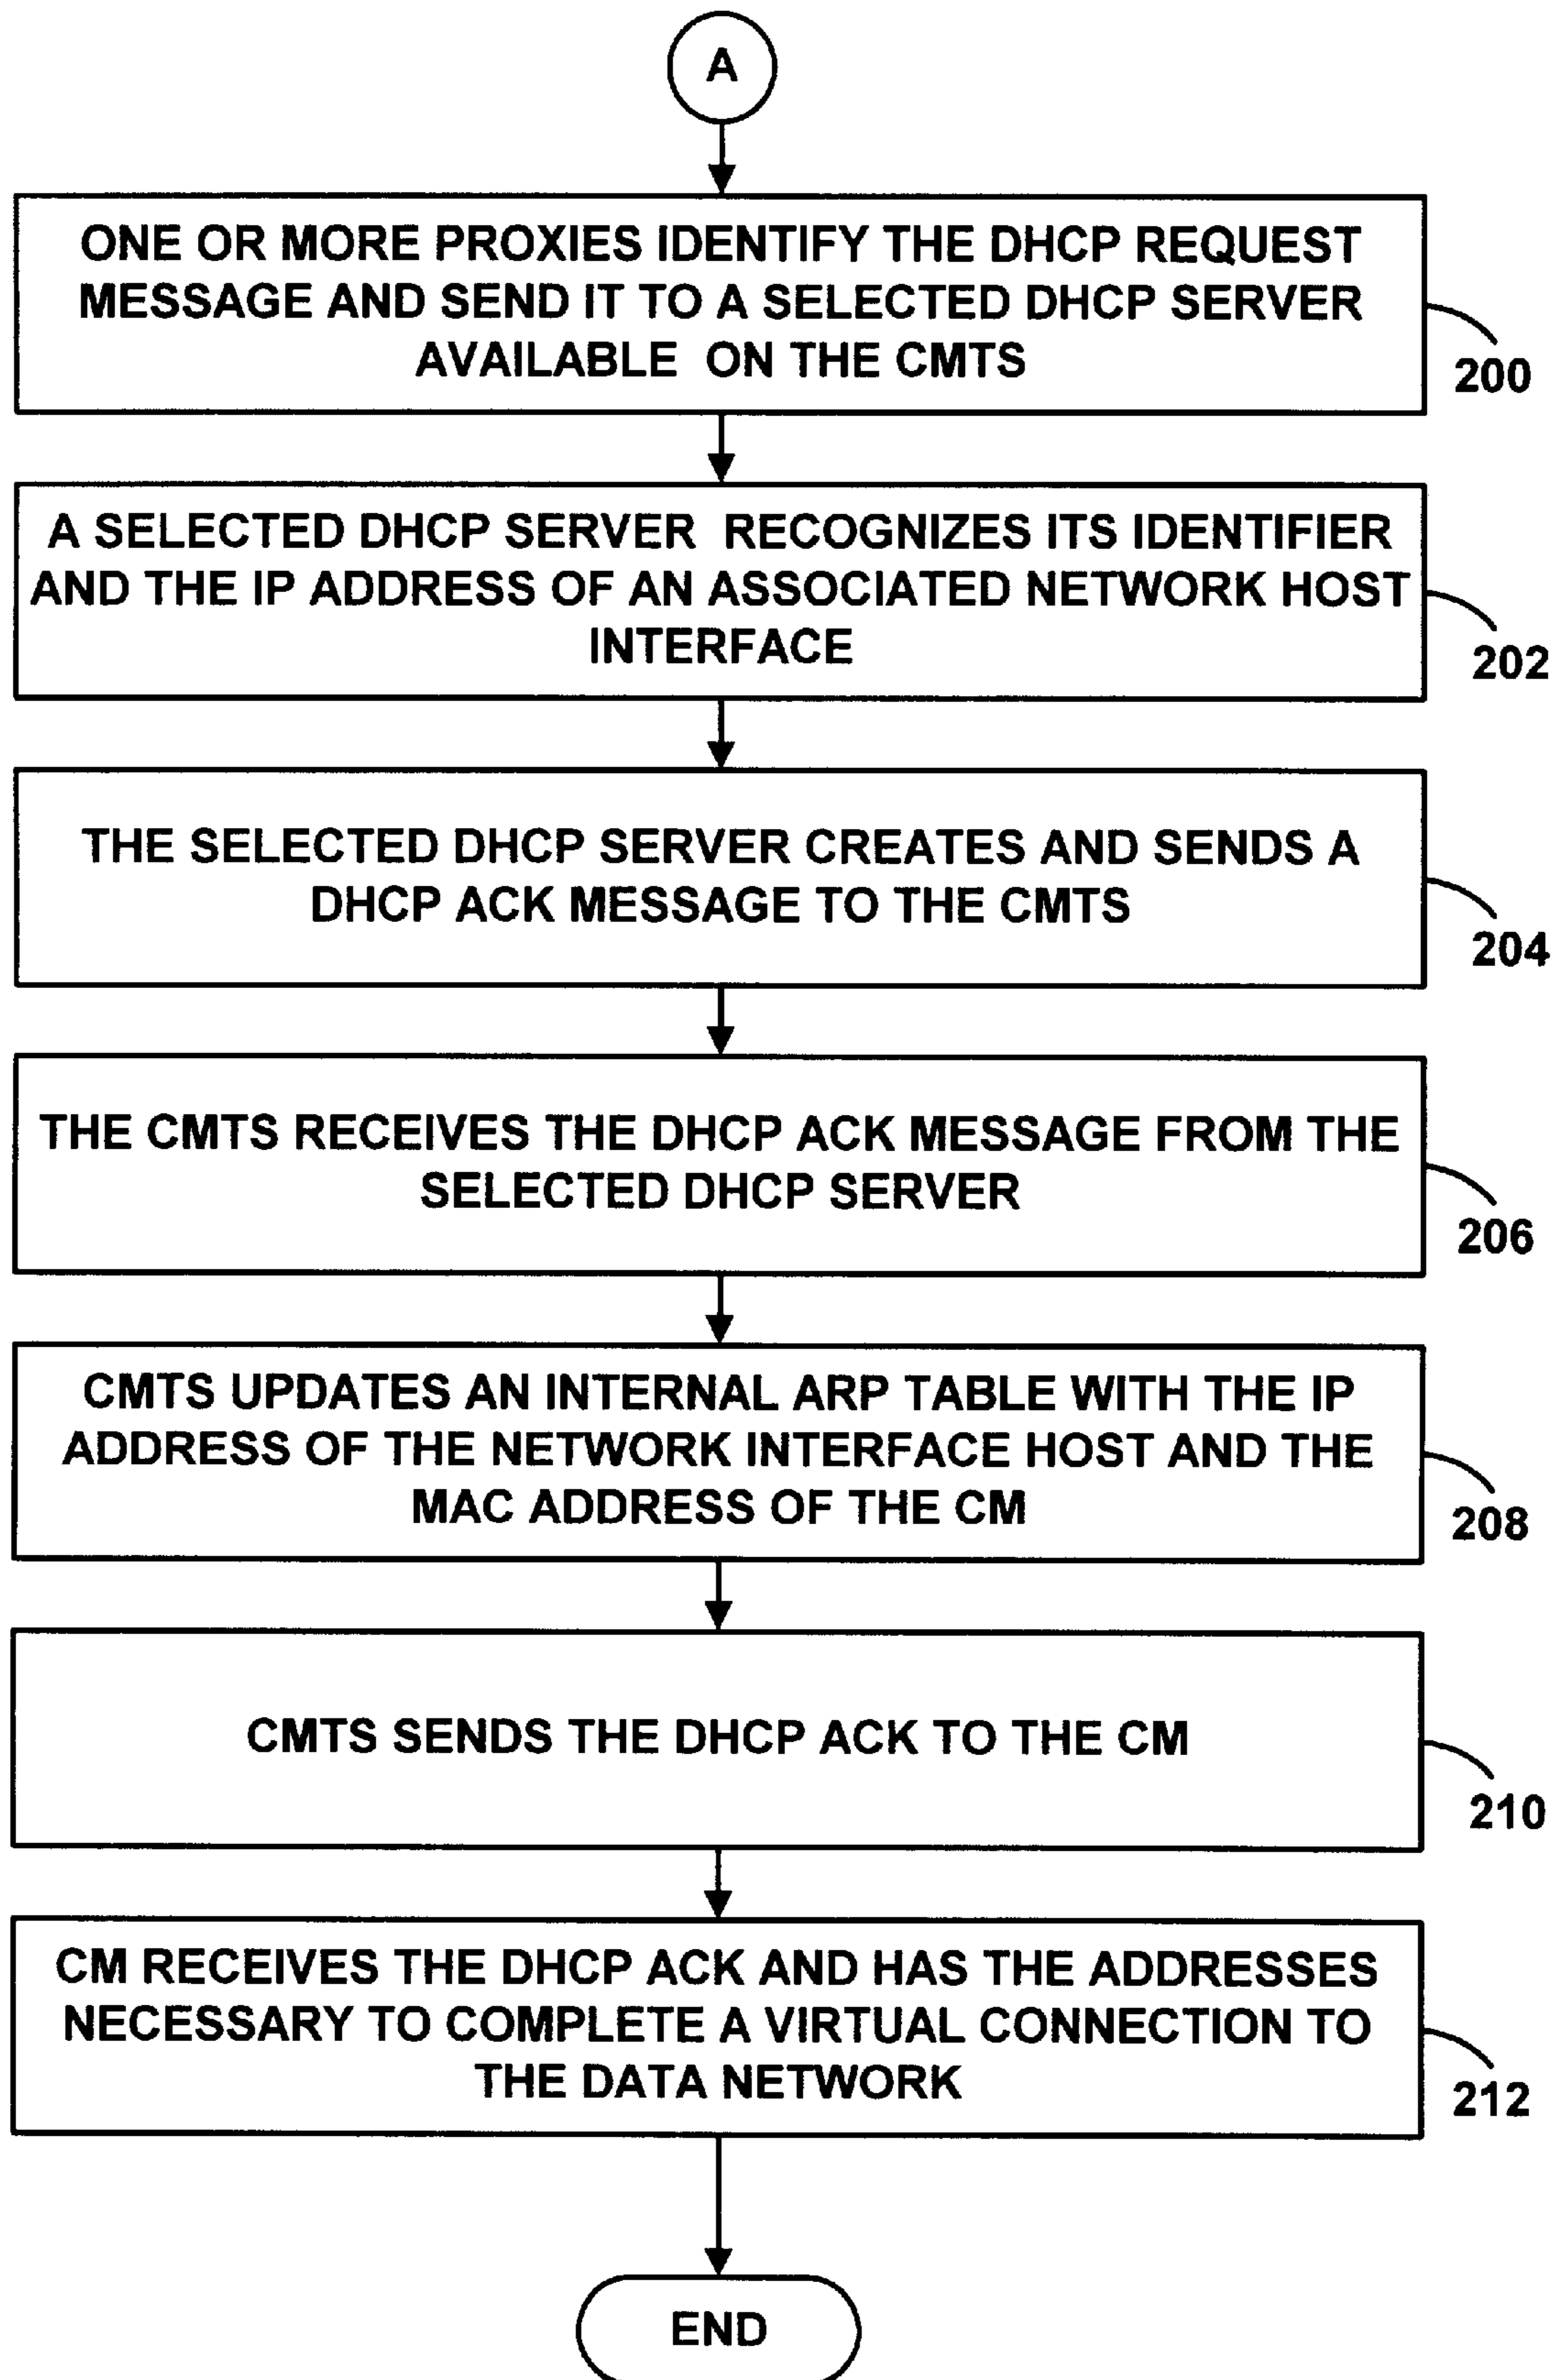 A
ONE OR MORE PROXIES IDENTIFY THE DHCP REQUEST
MESSAGE AND SEND IT TO A SELECTED DHCP SERVER
AVAILABLE ON THE CMTS
200
A SELECTED DHCP SERVER RECOGNIZES ITS IDENTIFIER
AND THE IP ADDRESS OF AN ASSOCIATED NETWORK HOST
INTERFACE
202
THE SELECTED DHCP SERVER CREATES AND SENDS A
DHCP ACK MESSAGE TO THE CMTS
204
THE CMTS RECEIVES THE DHCP ACK MESSAGE FROM THE
SELECTED DHCP SERVER
206
CMTS UPDATES AN INTERNAL ARP TABLE WITH THE IP
ADDRESS OF THE NETWORK INTERFACE HOST AND THE
MAC ADDRESS OF THE CM
208
CMTS SENDS THE DHCP ACK TO THE CM
210
CM RECEIVES THE DHCP ACK AND HAS THE ADDRESSES
NECESSARY TO COMPLETE A VIRTUAL CONNECTION TO
THE DATA NETWORK
212
END